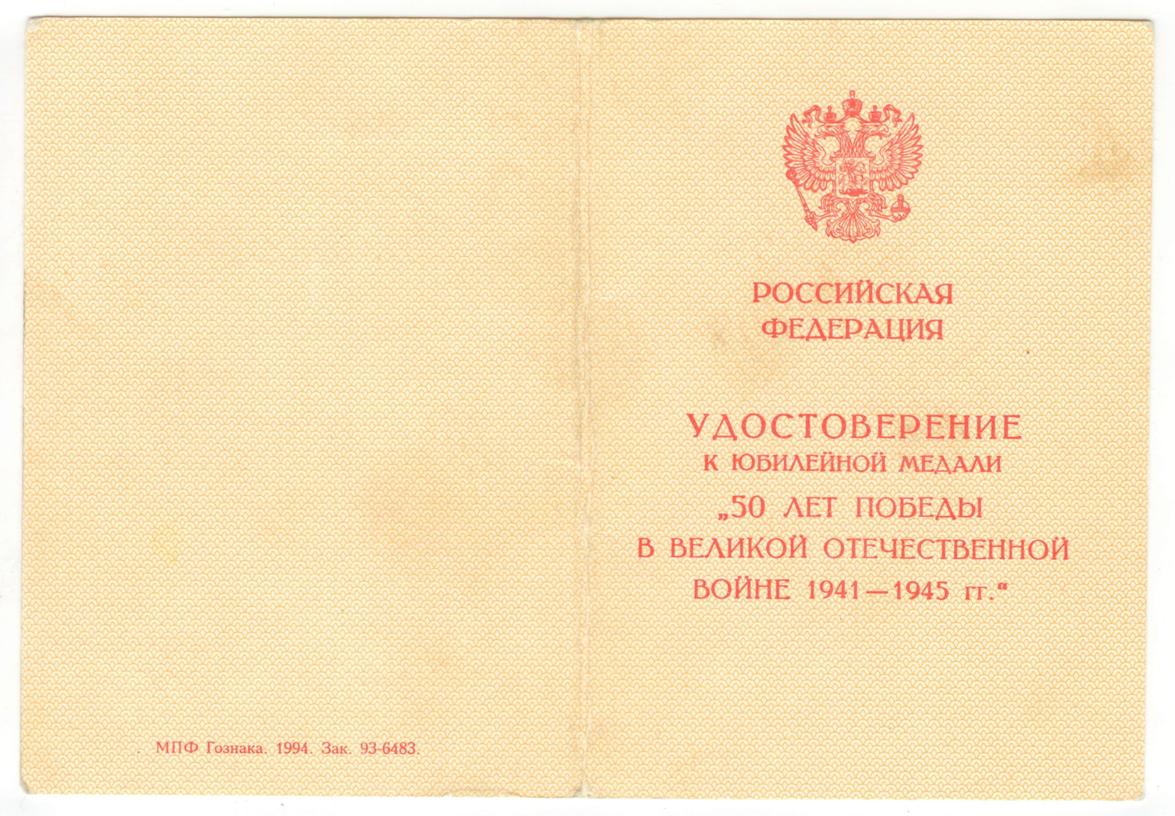 РОССИЙСКАЯ
ФЕДЕРАЦИЯ
УДОСТОВЕРЕНИЕ
К ЮБИЛЕЙНОЙ МЕДАЛИ
„50 ЛЕТ ПОБЕДЫ
В ВЕЛИКОЙ ОТЕЧЕСТВЕННОЙ
ВОЙНЕ 1941—1945 гг.“
МПФ Гознака. 1994. Зак. 93-6483.